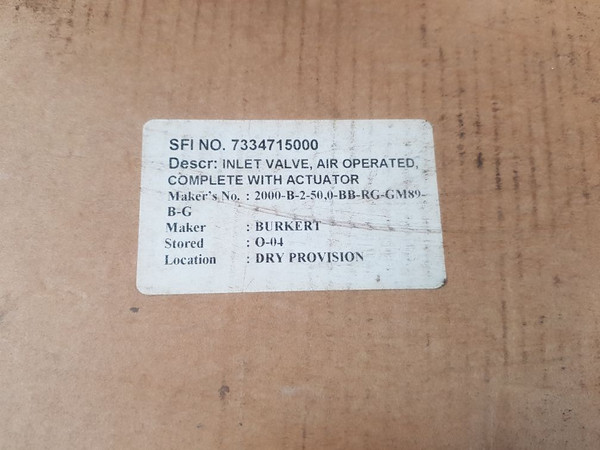 SFI NO. 7334715000
Descr: INLET VALVE, AIR OPERATED,
COMPLETE WITH ACTUATOR
Maker's No. : 2000-B-2-50,0-BB-RG-GM89-
B-G
Maker : BURKERT
Stored : O-04
Location : DRY PROVISION